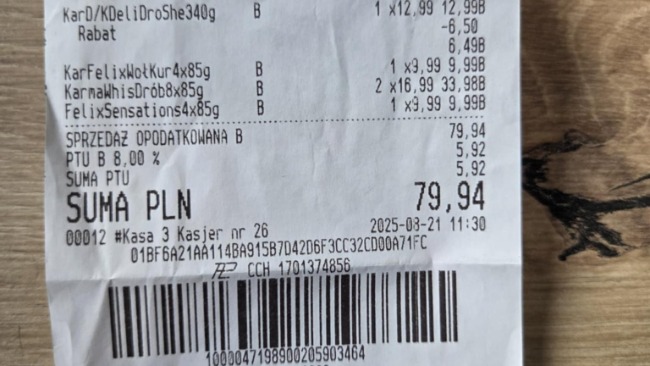 KarD/KDeliDroShe340g B 1 x12,99 12,99B
Rabat -6,50
6,49B
KarFelixWołKur4x85g B 1 x9,99 9,99B
KarmaWhisDrób8x85g B 2 x16,99 33,98B
FelixSensations4x85g B 1 x9,99 9,99B
SPRZEDAŻ OPODATKOWANA B 79,94
PTU B 8,00 % 5,92
SUMA PTU 5,92
SUMA PLN 79,94
00012 #Kasa 3 Kasjer nr 26 2025-08-21 11:30
01BF6A21AA114BA915B7D42D6F3CC32CD00A71FC
CCH 1701374856
1000047198900205903464